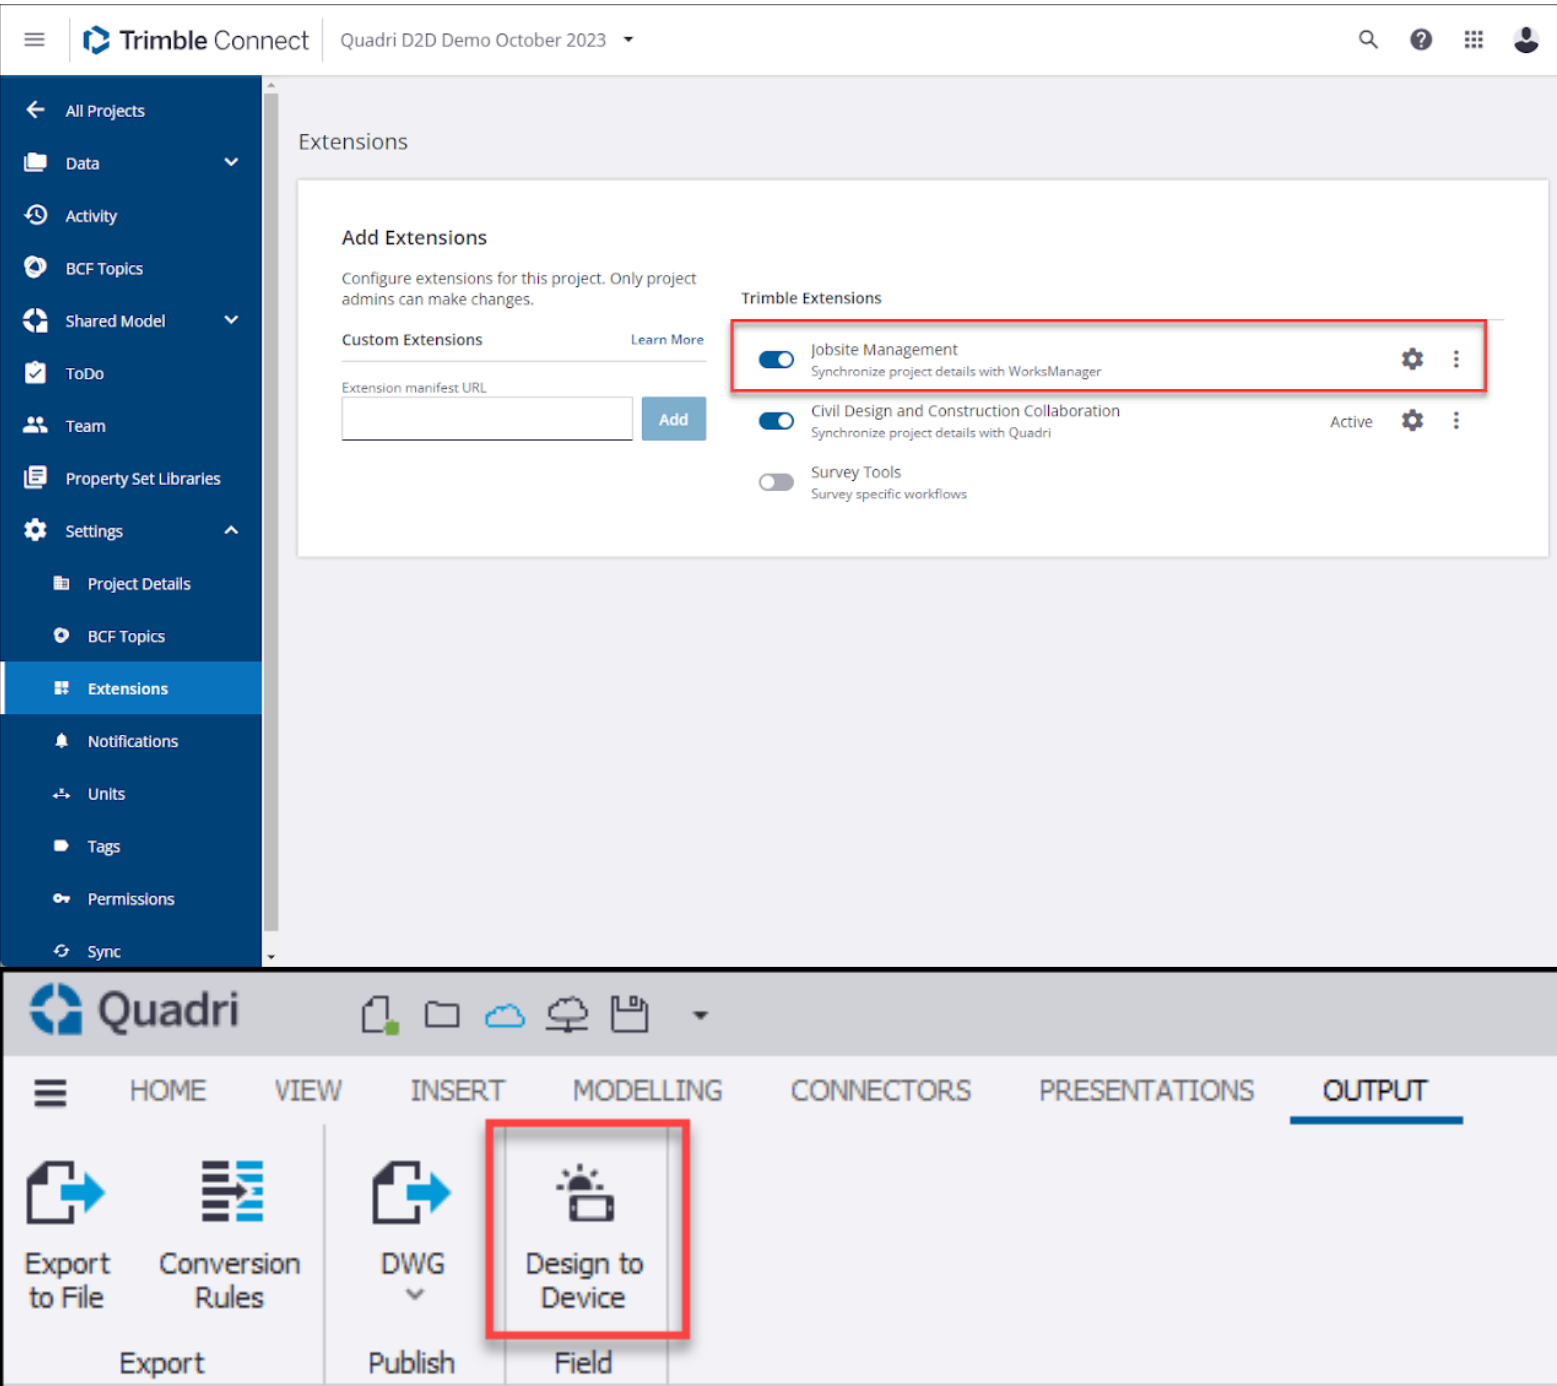 Trimble Connect
Quadri D2D Demo October 2023
All Projects
Data
Activity
BCF Topics
Shared Model
ToDo
Team
Property Set Libraries
Settings
Project Details
BCF Topics
Extensions
Notifications
Units
Tags
Permissions
Sync
Extensions
Add Extensions
Configure extensions for this project. Only project
admins can make changes.
Custom Extensions
Learn More
Extension manifest URL
Add
Trimble Extensions
Jobsite Management
Synchronize project details with WorksManager
Civil Design and Construction Collaboration
Synchronize project details with Quadri
Active
Survey Tools
Survey specific workflows
Quadri
HOME VIEW INSERT MODELLING CONNECTORS PRESENTATIONS OUTPUT
Export
to File
Conversion
Rules
Export
DWG
Publish
Design to
Device
Field